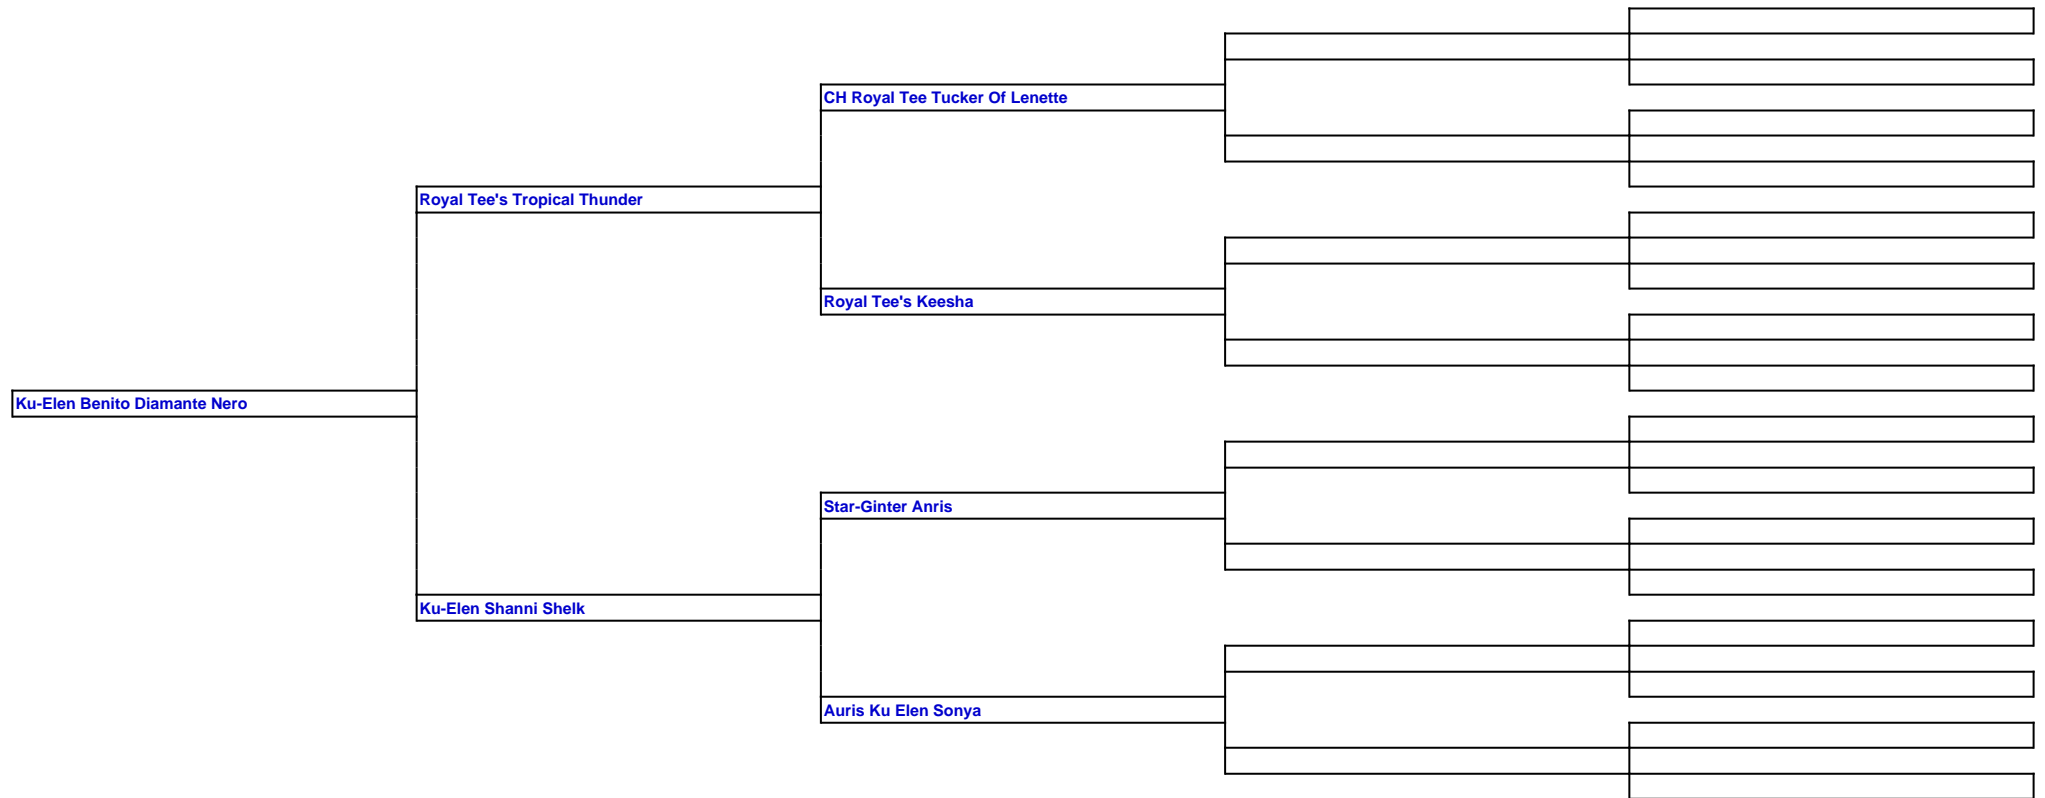 CH Royal Tee Tucker Of Lenette
Royal Tee's Tropical Thunder
Royal Tee's Keesha
Ku-Elen Benito Diamante Nero
Star-Ginter Anris
Ku-Elen Shanni Shelk
Auris Ku Elen Sonya